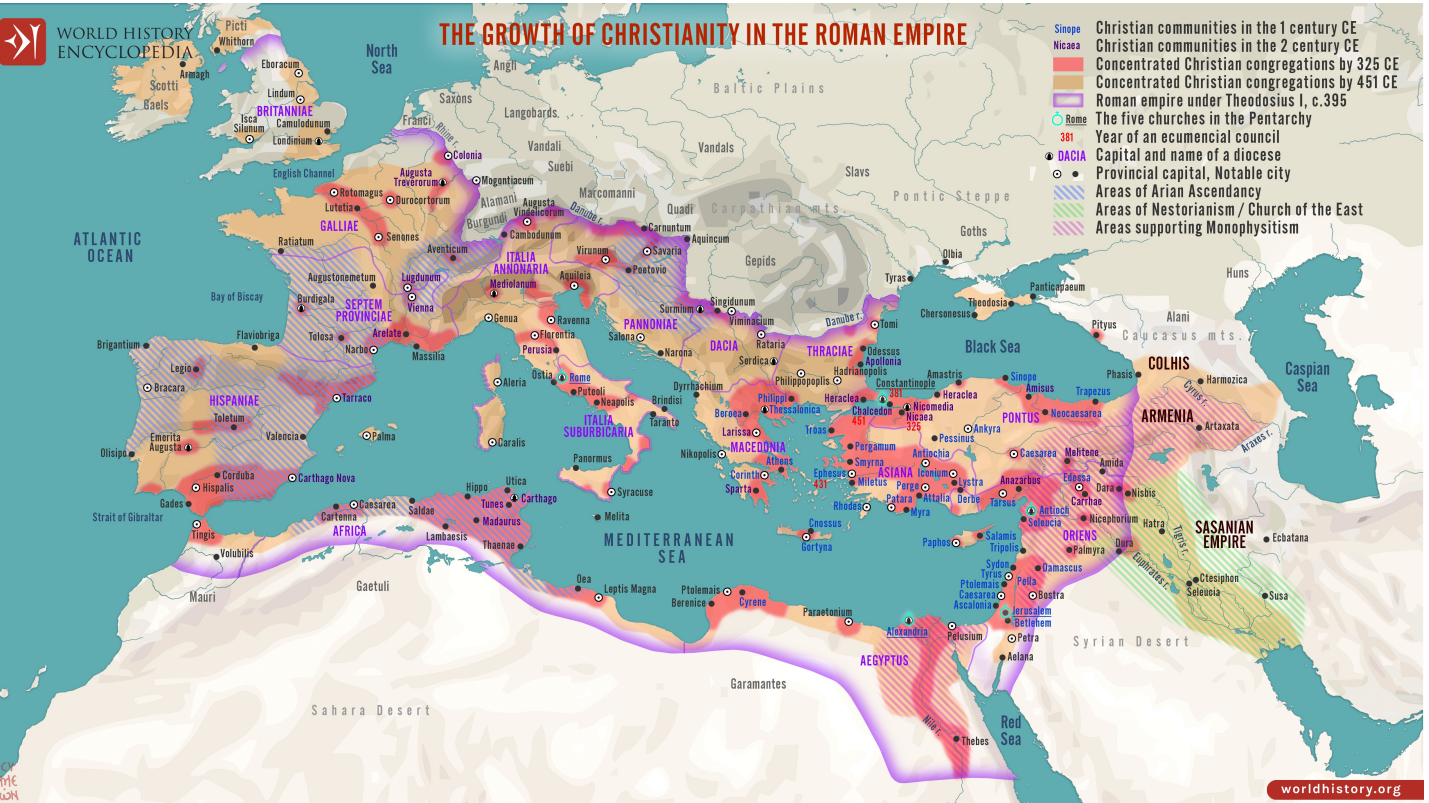 WORLD HISTORY
ENCYCLOPEDIA
THE GROWTH OF CHRISTIANITY IN THE ROMAN EMPIRE
Sinope Christian communities in the 1 century CE
Nicaea Christian communities in the 2 century CE
Concentrated Christian congregations by 325 CE
Concentrated Christian congregations by 451 CE
Roman empire under Theodosius I, c.395
Rome The five churches in the Pentarchy
381 Year of an ecumencial council
DACIA Capital and name of a diocese
Provincial capital, Notable city
Areas of Arian Ascendancy
Areas of Nestorianism / Church of the East
Areas supporting Monophysitism
Picti
Whithorn
Armagh
Scotti
Gaels
Eboracum
Lindum
BRITANNIAE
Isca
Silunum
Camulodunum
Londinium
English Channel
North
Sea
ATLANTIC
OCEAN
Bay of Biscay
Strait of Gibraltar
Angli
Saxons
Langobards
Franci
Rhine r.
Vandali
Suebi
Marcomanni
Alamani
Burgundi
Quadi
Vandals
Baltic Plains
Slavs
Pontic Steppe
Carpathian mts.
Gepids
Goths
Huns
Alani
Caucasus mts.
Danube r.
Danube r.
Colonia
Mogontiacum
Augusta
Treverorum
Rotomagus
Durocortorum
Lutetia
GALLIAE
Senones
Ratiatum
Aventicum
Augustonemetum
Lugdunum
Vienna
Burdigala
SEPTEM
PROVINCIAE
Tolosa
Arelate
Narbo
Massilia
Augusta
Vindelicorum
Cambodunum
ITALIA
ANNONARIA
Mediolanum
Virunum
Aquileia
Genua
Ravenna
Florentia
Perusia
Ostia
Rome
Puteoli
Neapolis
ITALIA
SUBURBICARIA
Brindisi
Taranto
Aleria
Caralis
Panormus
Syracuse
Melita
Carnuntum
Aquincum
Savaria
Poetovio
PANNONIAE
Surmium
Singidunum
Viminacium
Salona
Narona
DACIA
Rataria
Serdica
Dyrrhachium
THRACIAE
Tomi
Odessus
Apollonia
Hadrianopolis
Philippopolis
Constantinople
381
Heraclea
Chalcedon
451
Nicomedia
Nicaea
325
Philippi
Thessalonica
Beroea
Larissa
MACEDONIA
Nikopolis
Athens
Corinth
Sparta
Cnossus
Gortyna
Tyras
Olbia
Chersonesus
Theodosia
Panticapaeum
Pityus
Black Sea
Caspian
Sea
Phasis
COLHIS
Harmozica
Cyrus r.
ARMENIA
Artaxata
Araxes r.
Amastris
Heraclea
Sinope
Amisus
Trapezus
PONTUS
Neocaesarea
Ankyra
Pessinus
Troas
Pergamum
Smyrna
Ephesus
431
Miletus
ASIANA
Antiochia
Iconium
Lystra
Derbe
Perge
Attalia
Patara
Myra
Rhodes
Caesarea
Melitene
Amida
Anazarbus
Tarsus
Edessa
Carrhae
Dara
Nisbis
Antioch
Seleucia
Nicephorium
ORIENS
Palmyra
Dura
Hatra
Tigris r.
Euphrates r.
SASANIAN
EMPIRE
Ecbatana
Ctesiphon
Seleucia
Susa
Paphos
Salamis
Tripolis
Sydon
Tyrus
Damascus
Ptolemais
Pella
Caesarea
Bostra
Ascalonia
Jerusalem
Betlehem
Petra
Aelana
Syrian Desert
Pelusium
Alexandria
AEGYPTUS
Nile r.
Thebes
Red
Sea
Paraetonium
Ptolemais
Cyrene
Berenice
Leptis Magna
Oea
Garamantes
Sahara Desert
Gaetuli
Mauri
MEDITERRANEAN
SEA
Flaviobriga
Brigantium
Legio
Bracara
HISPANIAE
Toletum
Tarraco
Emerita
Augusta
Valencia
Palma
Olisipo
Corduba
Hispalis
Carthago Nova
Gades
Tingis
Volubilis
Cartenna
Caesarea
AFRICA
Saldae
Hippo
Utica
Tunes
Carthago
Madaurus
Lambaesis
Thaenae
worldhistory.org